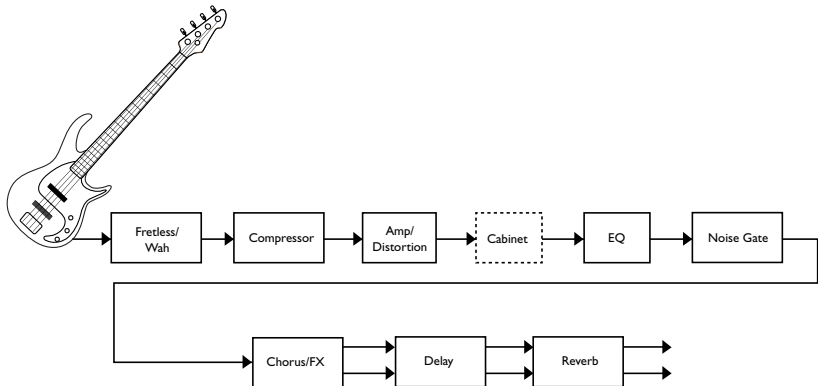 Fretless/
Wah
Compressor
Amp/
Distortion
Cabinet
EQ
Noise Gate
Chorus/FX
Delay
Reverb